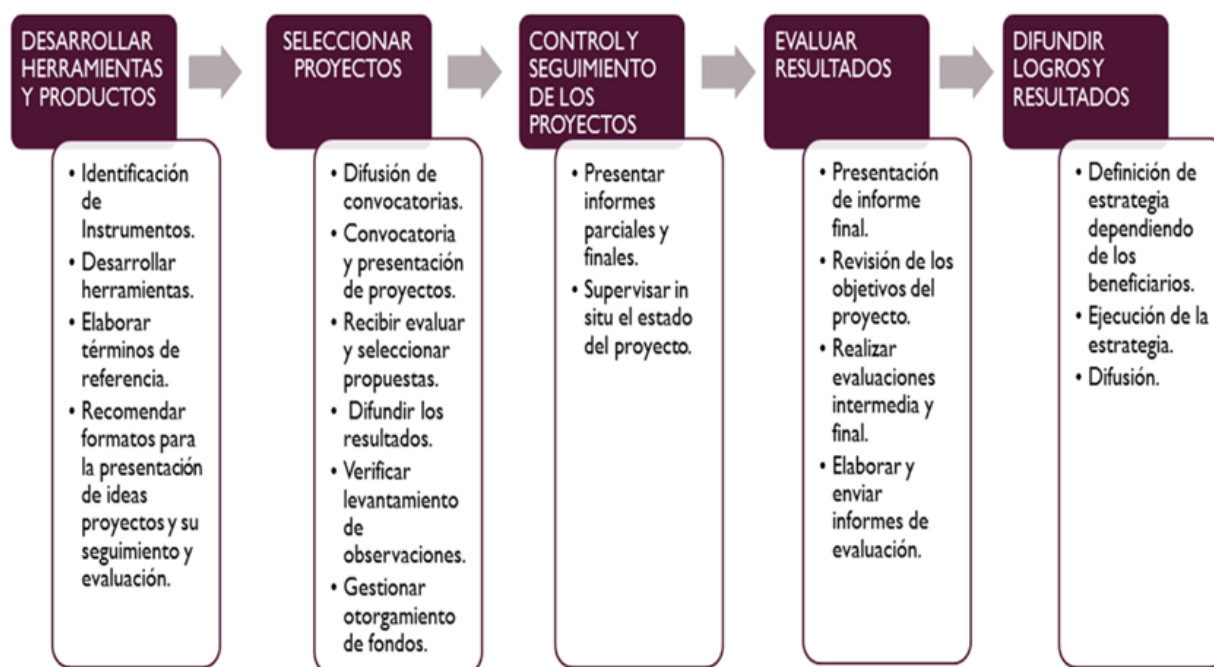 DESARROLLAR
HERRAMIENTAS
Y PRODUCTOS
• Identificación
de
Instrumentos.
• Desarrollar
herramientas.
• Elaborar
términos de
referencia.
• Recomendar
formatos para
la presentación
de ideas
proyectos y su
seguimiento y
evaluación.
SELECCIONAR
PROYECTOS
• Difusión de
convocatorias.
• Convocatoria
y presentación
de proyectos.
• Recibir evaluar
y seleccionar
propuestas.
• Difundir los
resultados.
• Verificar
levantamiento
de
observaciones.
• Gestionar
otorgamiento
de fondos.
CONTROL Y
SEGUIMIENTO
DE LOS
PROYECTOS
• Presentar
informes
parciales y
finales.
• Supervisar in
situ el estado
del proyecto.
EVALUAR
RESULTADOS
• Presentación
de informe
final.
• Revisión de los
objetivos del
proyecto.
• Realizar
evaluaciones
intermedia y
final.
• Elaborar y
enviar
informes de
evaluación.
DIFUNDIR
LOGROS Y
RESULTADOS
• Definición de
estrategia
dependiendo
de los
beneficiarios.
• Ejecución de la
estrategia.
• Difusión.